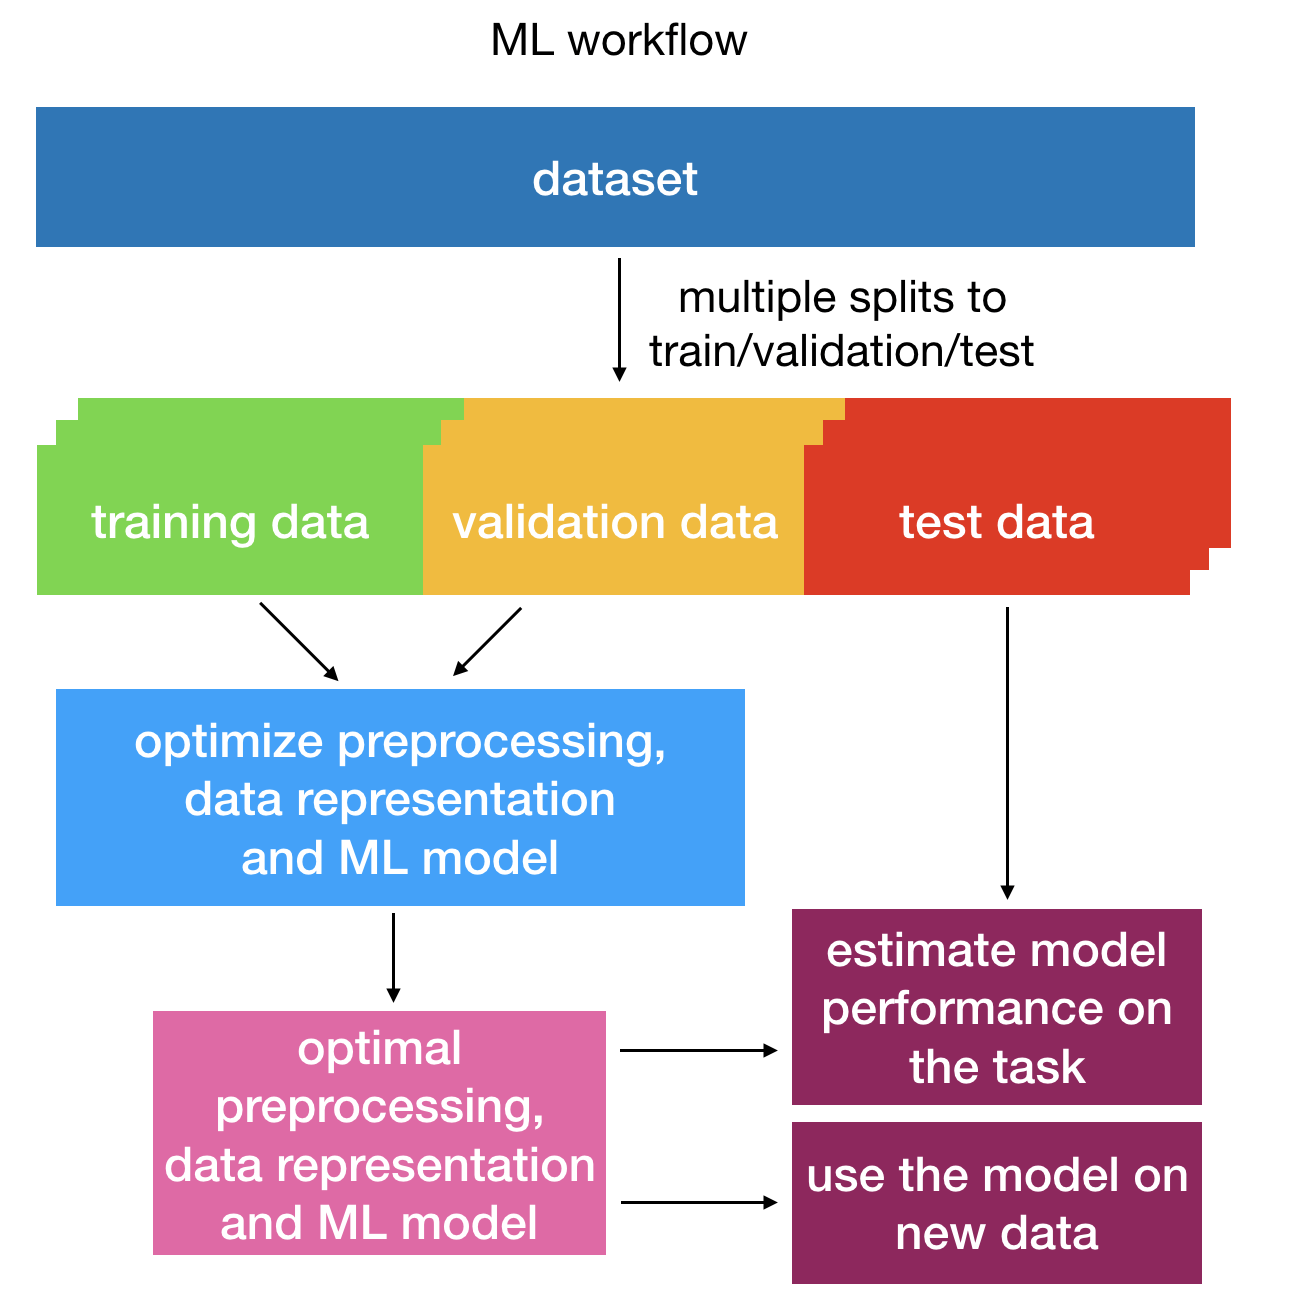 ML workflow
dataset
multiple splits to
train/validation/test
training data
validation data
test data
optimize preprocessing,
data representation
and ML model
estimate model
performance on
the task
optimal
preprocessing,
data representation
and ML model
use the model on
new data